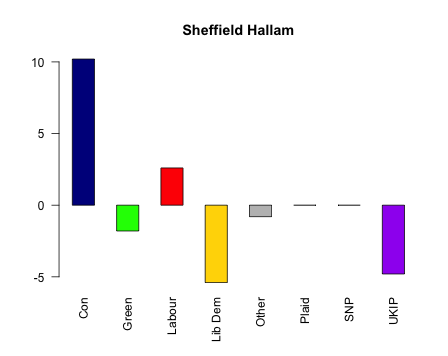 Sheffield Hallam
10
5
0
-5
Con
Green
Labour
Lib Dem
Other
Plaid
SNP
UKIP